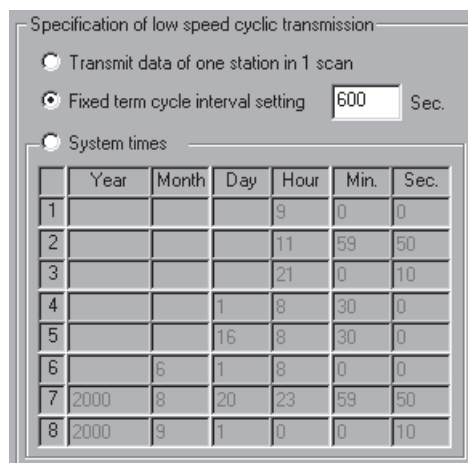 Specification of low speed cyclic transmission
Transmit data of one station in 1 scan
Fixed term cycle interval setting 600 Sec.
System times
Year Month Day Hour Min. Sec.
1 9 0 0
2 11 59 50
3 21 0 10
4 1 8 30 0
5 16 8 30 0
6 6 1 8 0 0
7 2000 8 20 23 59 50
8 2000 9 1 0 0 10